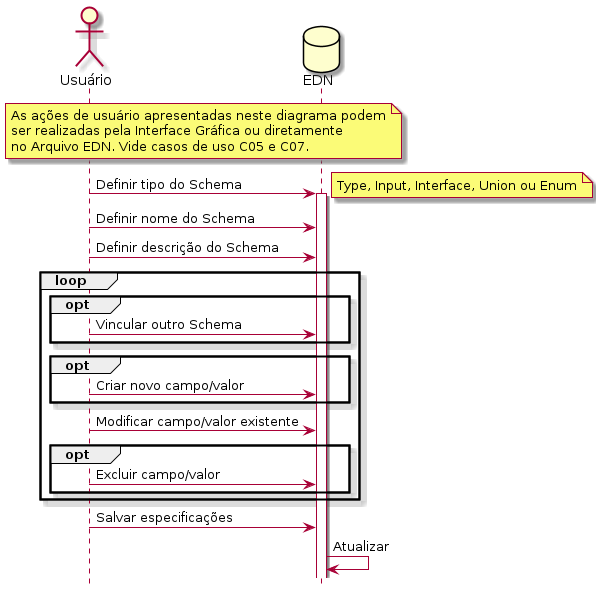 Usuário
EDN
As ações de usuário apresentadas neste diagrama podem
ser realizadas pela Interface Gráfica ou diretamente
no Arquivo EDN. Vide casos de uso C05 e C07.
Definir tipo do Schema
Type, Input, Interface, Union ou Enum
Definir nome do Schema
Definir descrição do Schema
loop
opt
Vincular outro Schema
opt
Criar novo campo/valor
Modificar campo/valor existente
opt
Excluir campo/valor
Salvar especificações
Atualizar